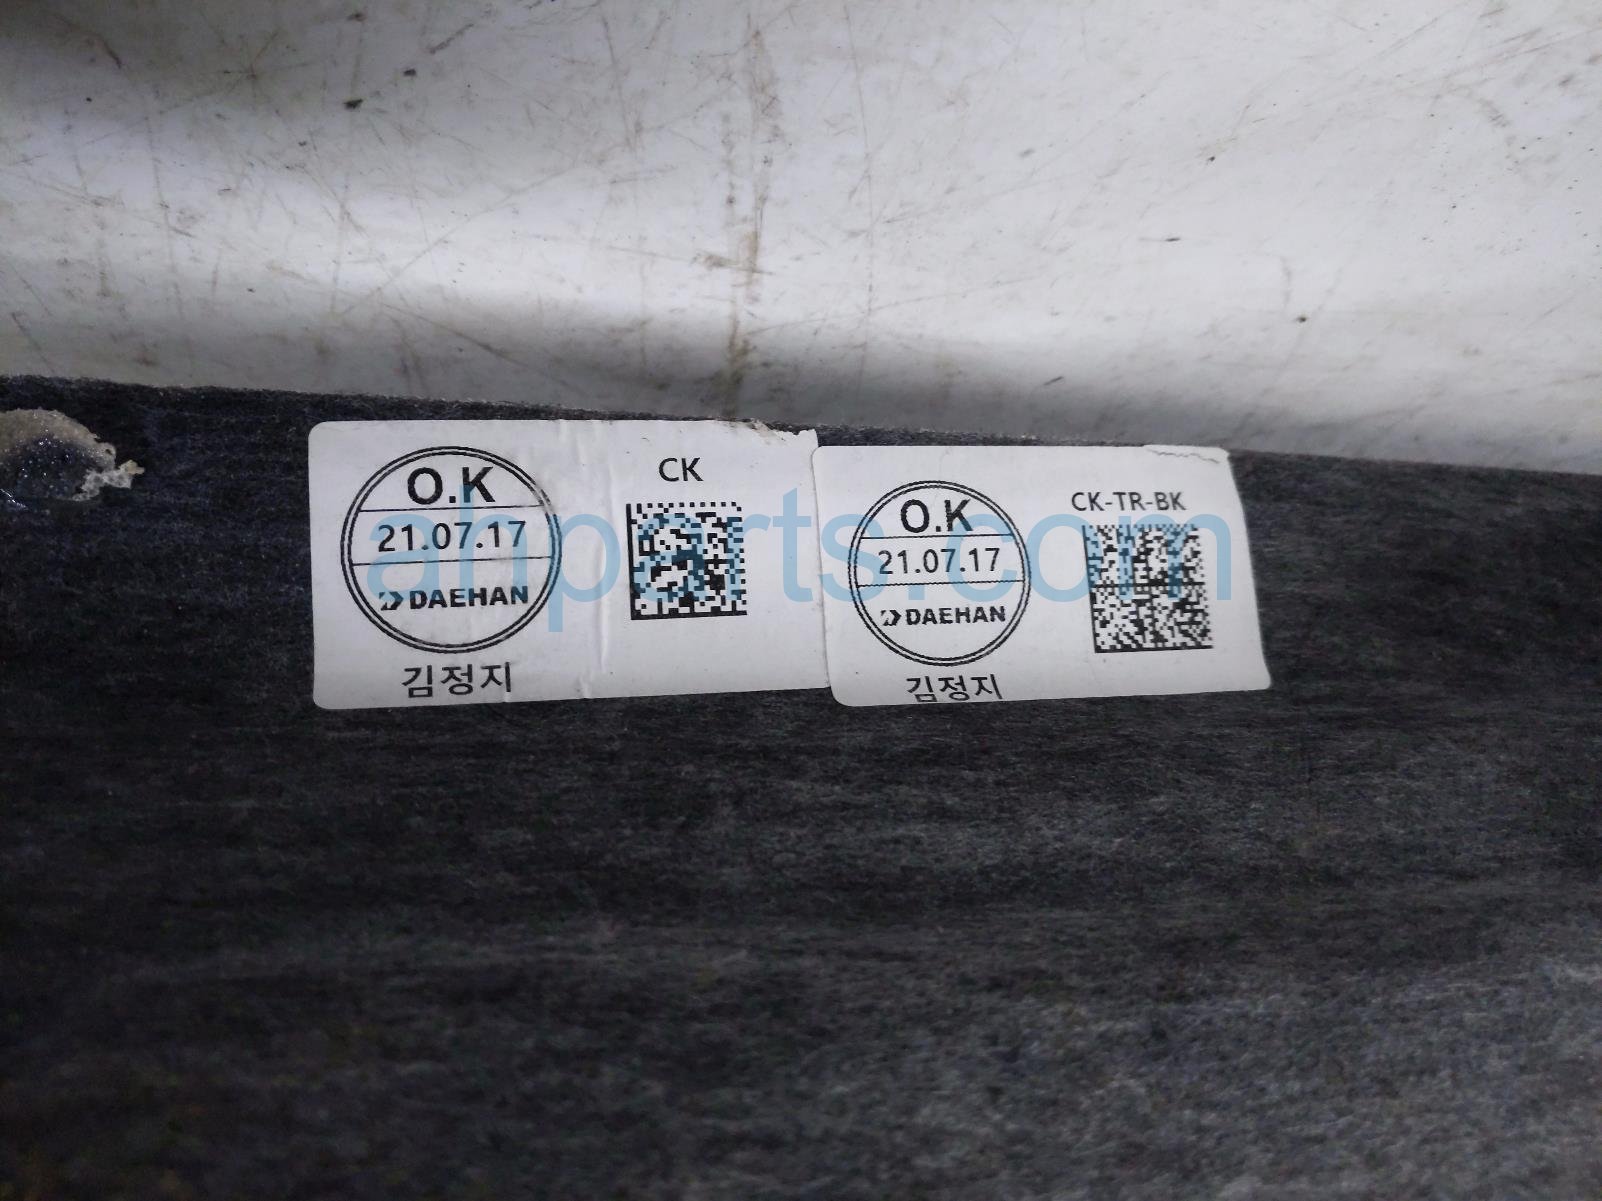 O.K
21.07.17
DAEHAN
김정지
CK
O.K
21.07.17
DAEHAN
김정지
CK-TR-BK
ahparts.com